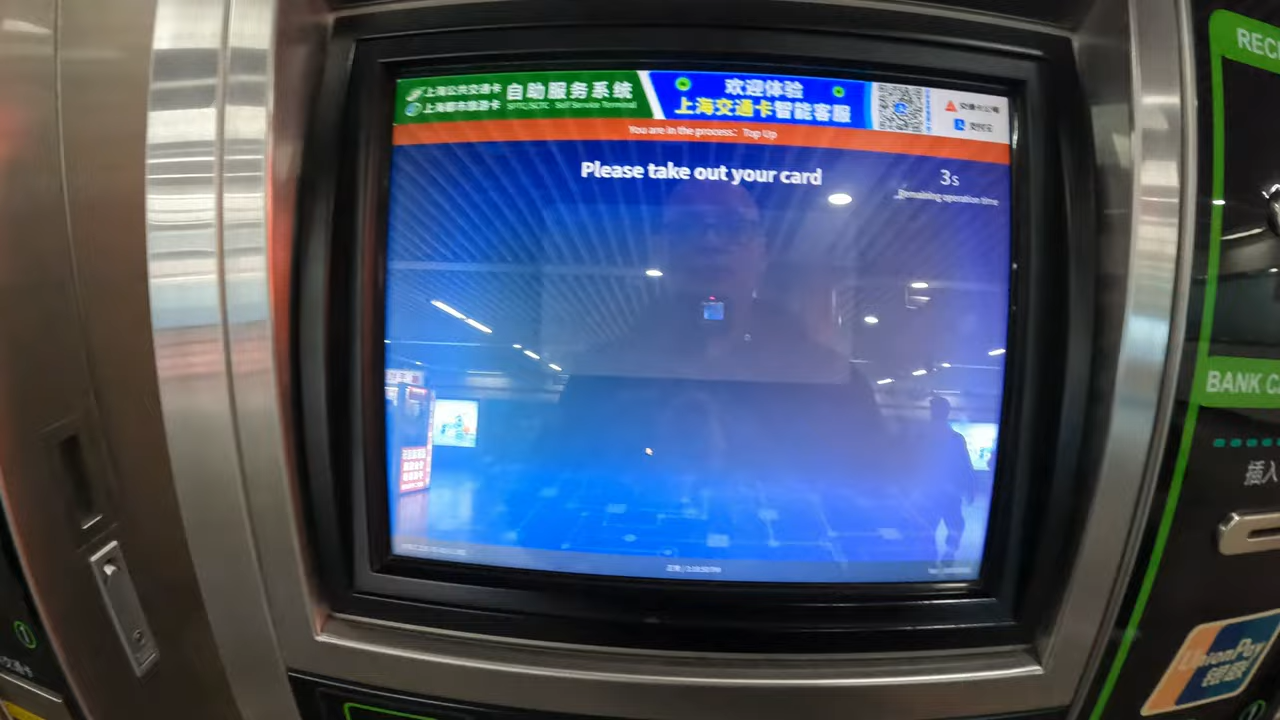 上海公共交通卡
上海都市旅游卡
自助服务系统
SPTC/SCTC Self Service Terminal
欢迎体验
上海交通卡智能客服
You are in the process: Top Up
Please take out your card
3s
Remaining operation time
BANK C
插入
UnionPay
银联